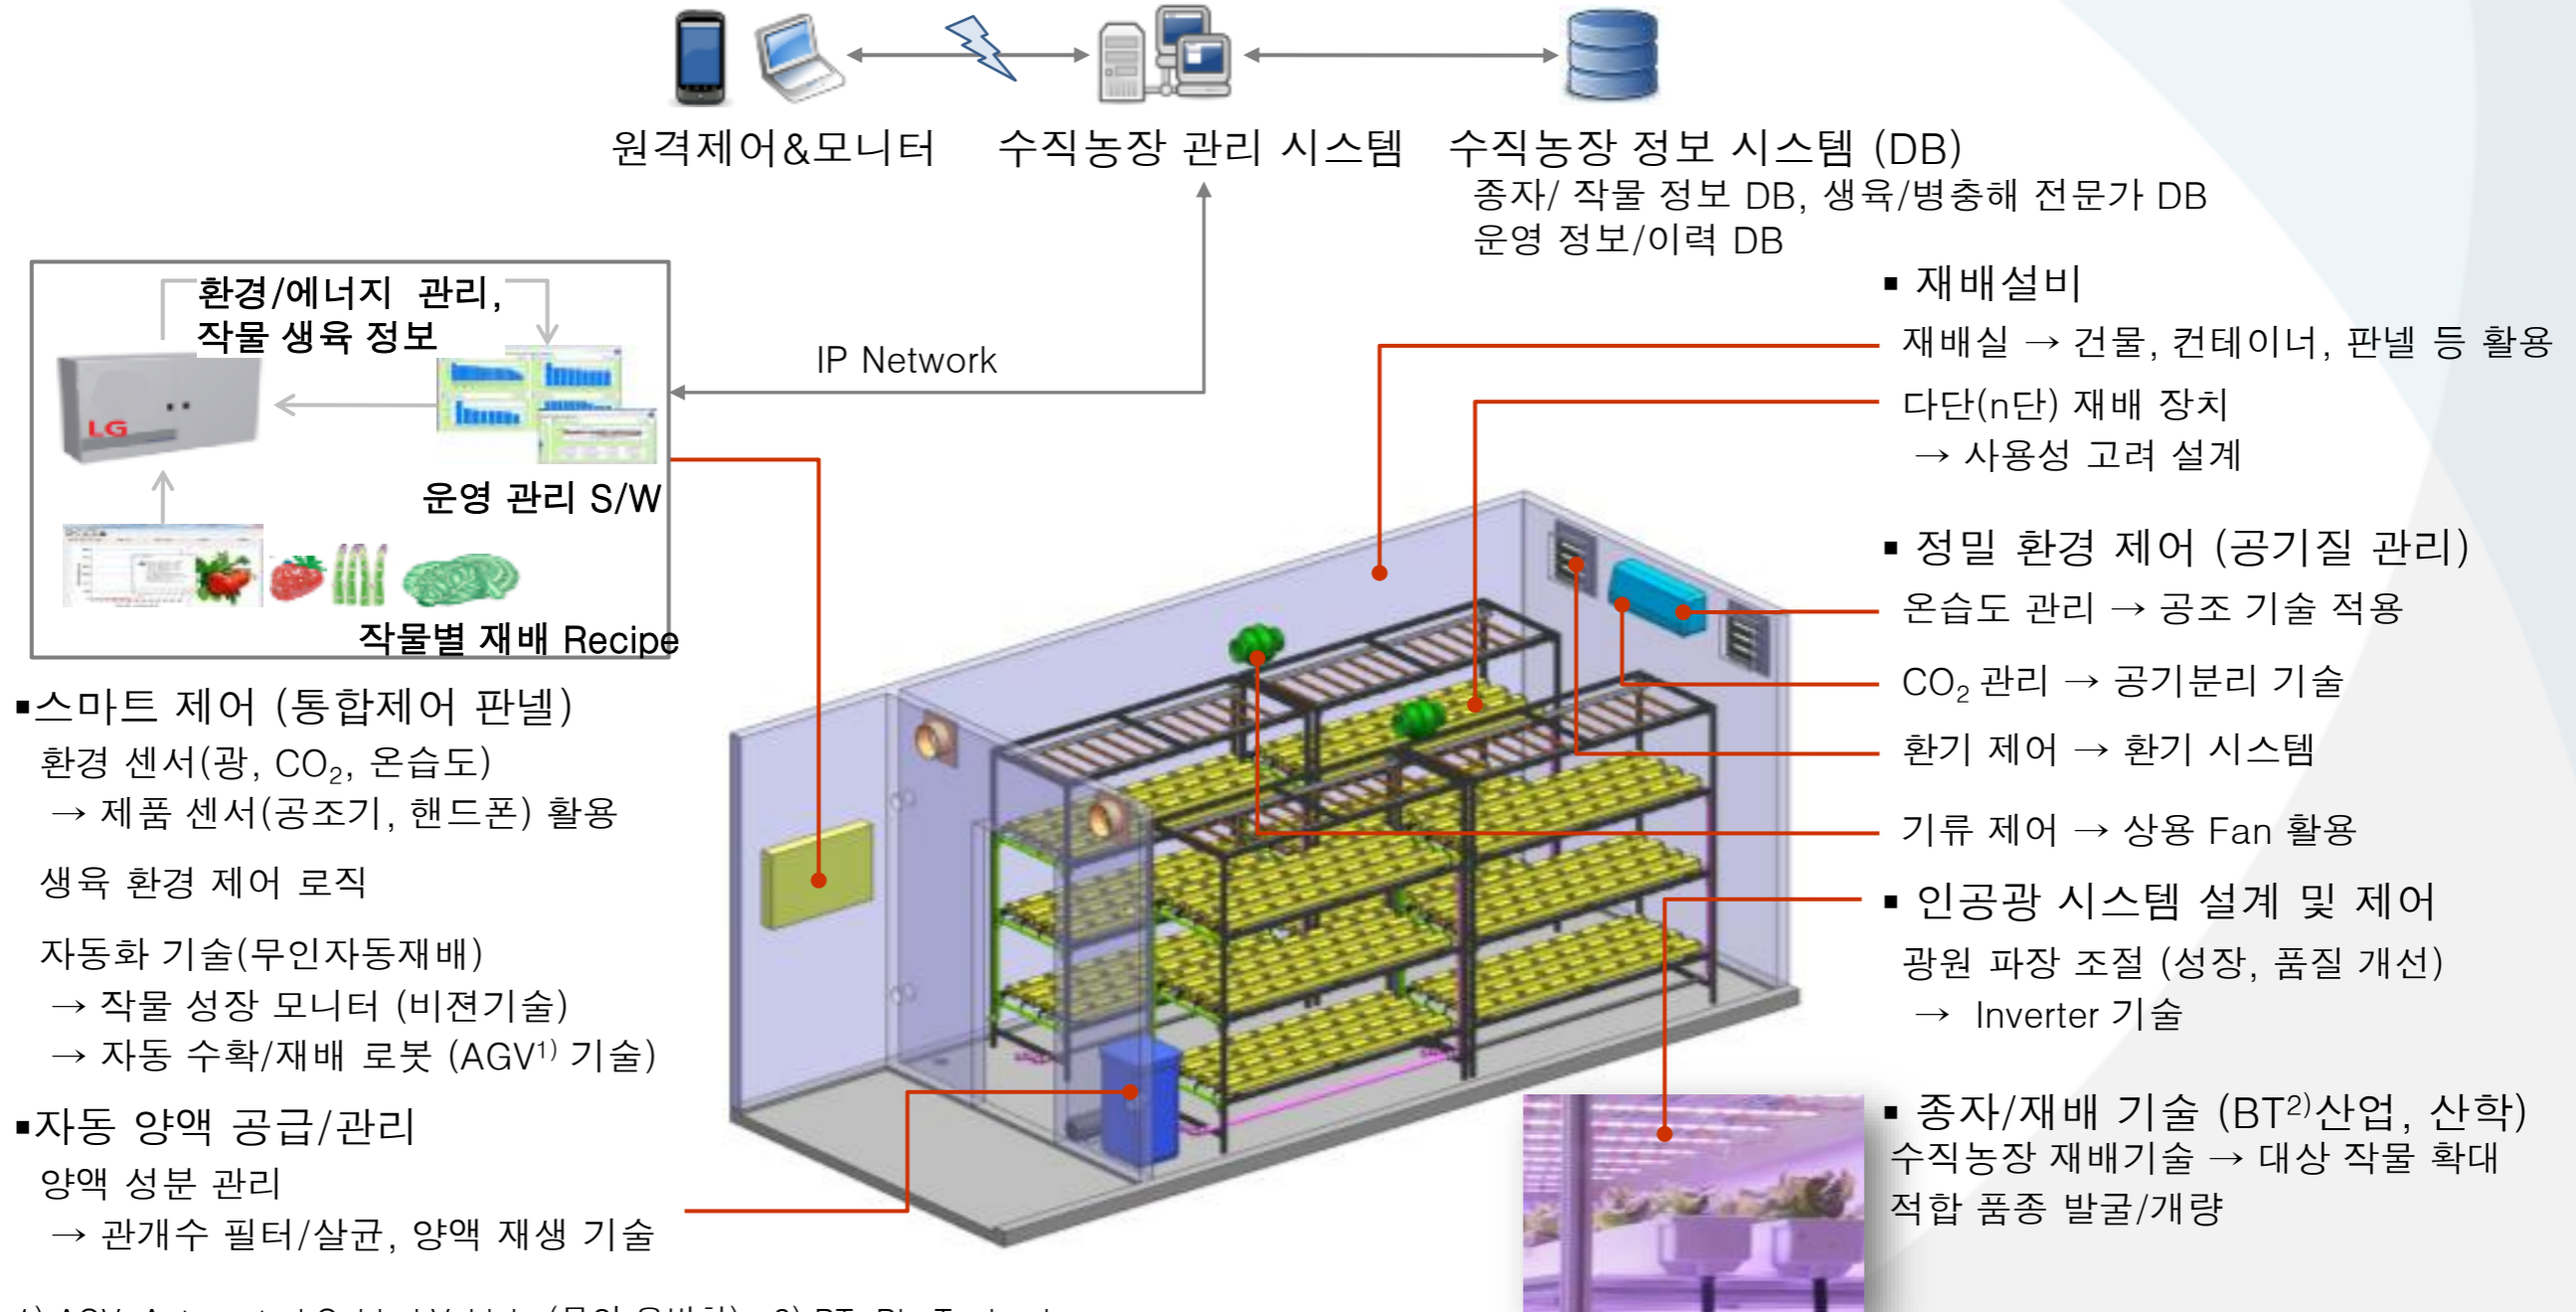 원격제어&모니터
수직농장 관리 시스템
수직농장 정보 시스템 (DB)
종자/ 작물 정보 DB, 생육/병충해 전문가 DB
운영 정보/이력 DB
환경/에너지 관리,
작물 생육 정보
LG
운영 관리 S/W
작물별 재배 Recipe
IP Network
▪스마트 제어 (통합제어 판넬)
환경 센서(광, CO₂, 온습도)
→ 제품 센서(공조기, 핸드폰) 활용
생육 환경 제어 로직
자동화 기술(무인자동재배)
→ 작물 성장 모니터 (비젼기술)
→ 자동 수확/재배 로봇 (AGV¹⁾ 기술)
▪자동 양액 공급/관리
양액 성분 관리
→ 관개수 필터/살균, 양액 재생 기술
▪ 재배설비
재배실 → 건물, 컨테이너, 판넬 등 활용
다단(n단) 재배 장치
→ 사용성 고려 설계
▪ 정밀 환경 제어 (공기질 관리)
온습도 관리 → 공조 기술 적용
CO₂ 관리 → 공기분리 기술
환기 제어 → 환기 시스템
기류 제어 → 상용 Fan 활용
▪ 인공광 시스템 설계 및 제어
광원 파장 조절 (성장, 품질 개선)
→ Inverter 기술
▪ 종자/재배 기술 (BT²⁾산업, 산학)
수직농장 재배기술 → 대상 작물 확대
적합 품종 발굴/개량